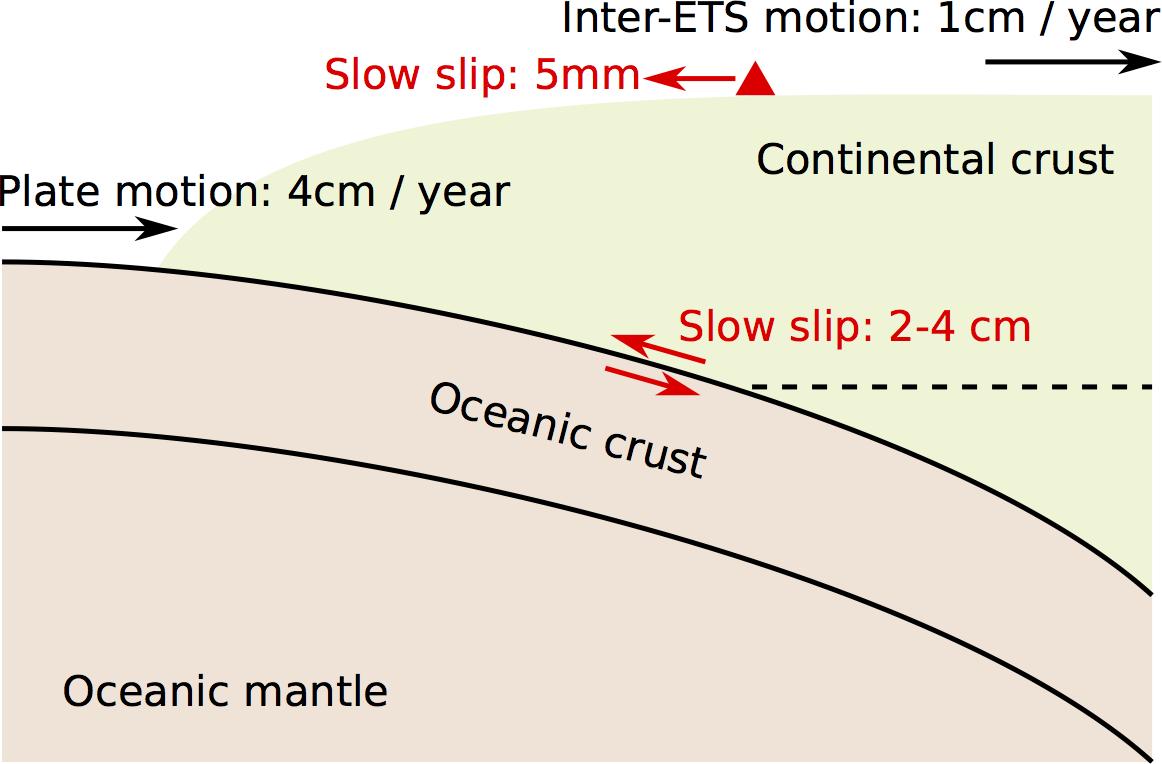 Inter-ETS motion: 1cm / year
Slow slip: 5mm
Continental crust
Plate motion: 4cm / year
Slow slip: 2-4 cm
Oceanic crust
Oceanic mantle